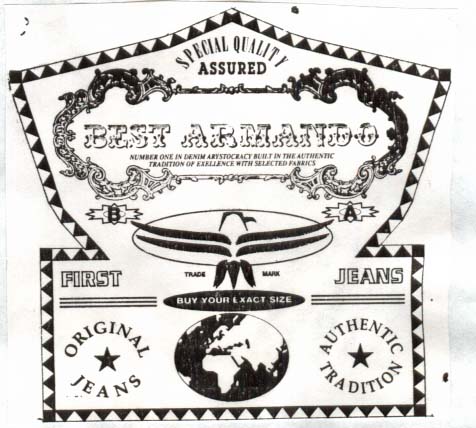 SPECIAL QUALITY
ASSURED
BEST ARMANDO
NUMBER ONE IN DENIM ARYSTOCRACY BUILT IN THE AUTHENTIC
TRADITION OF EXELLENCE WITH SELECTED FABRICS
B A
TRADE MARK
FIRST JEANS
BUY YOUR EXACT SIZE
ORIGINAL
JEANS
AUTHENTIC
TRADITION